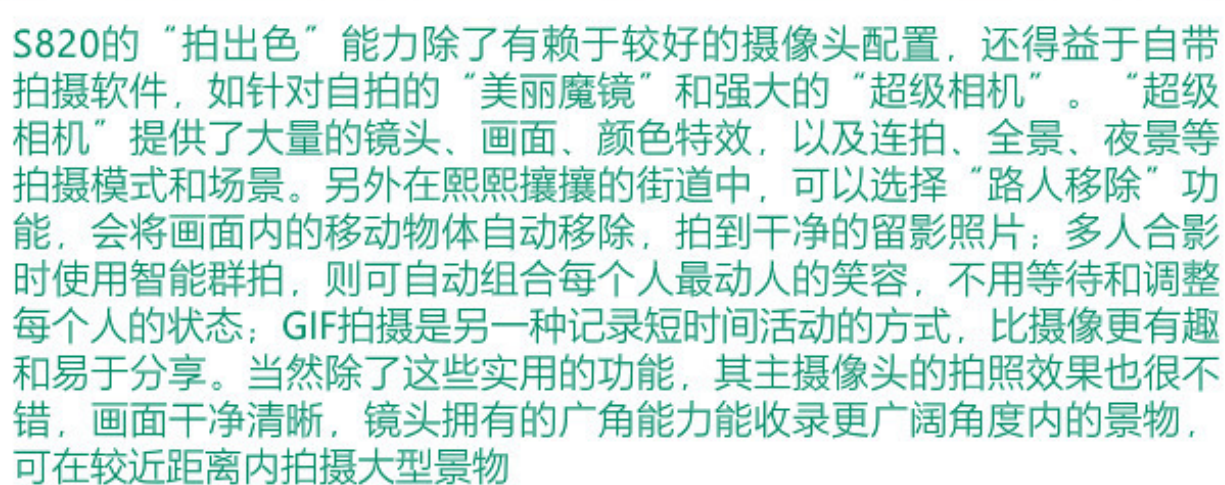 S820的“拍出色”能力除了有赖于较好的摄像头配置，还得益于自带
拍摄软件，如针对自拍的“美丽魔镜”和强大的“超级相机”。“超级
相机”提供了大量的镜头、画面、颜色特效，以及连拍、全景、夜景等
拍摄模式和场景。另外在熙熙攘攘的街道中，可以选择“路人移除”功
能，会将画面内的移动物体自动移除，拍到干净的留影照片；多人合影
时使用智能群拍，则可自动组合每个人最动人的笑容，不用等待和调整
每个人的状态；GIF拍摄是另一种记录短时间活动的方式，比摄像更有趣
和易于分享。当然除了这些实用的功能，其主摄像头的拍照效果也很不
错，画面干净清晰，镜头拥有的广角能力能收录更广阔角度内的景物，
可在较近距离内拍摄大型景物